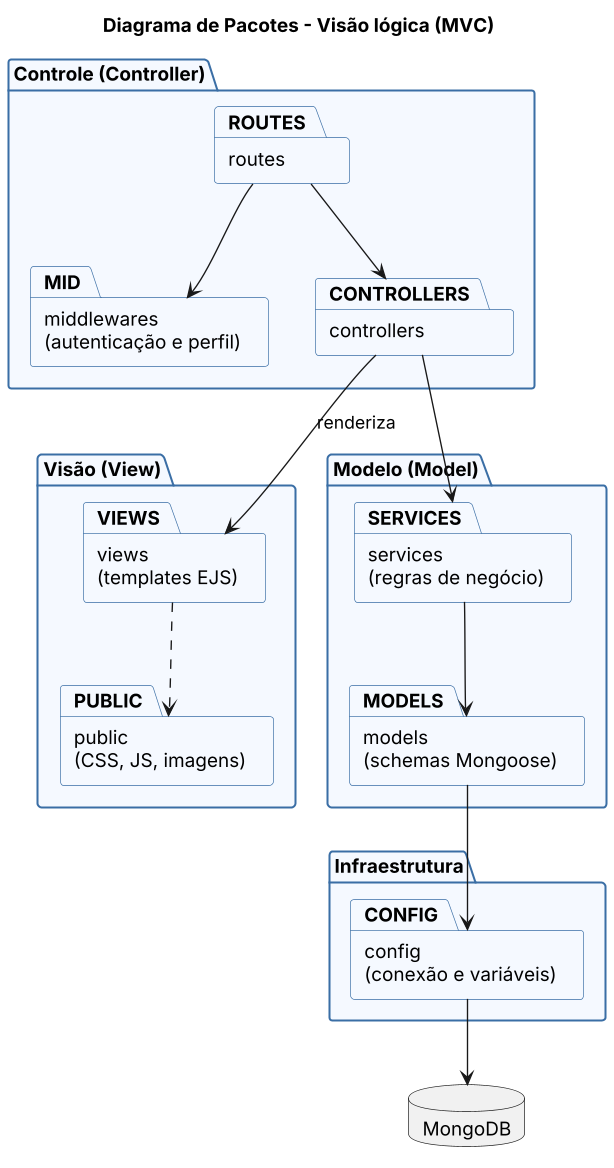 Diagrama de Pacotes - Visão lógica (MVC)
Controle (Controller)
ROUTES
routes
MID
middlewares
(autenticação e perfil)
CONTROLLERS
controllers
renderiza
Visão (View)
VIEWS
views
(templates EJS)
PUBLIC
public
(CSS, JS, imagens)
Modelo (Model)
SERVICES
services
(regras de negócio)
MODELS
models
(schemas Mongoose)
Infraestrutura
CONFIG
config
(conexão e variáveis)
MongoDB